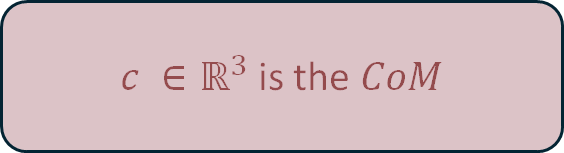 c ∈ ℝ³ is the CoM